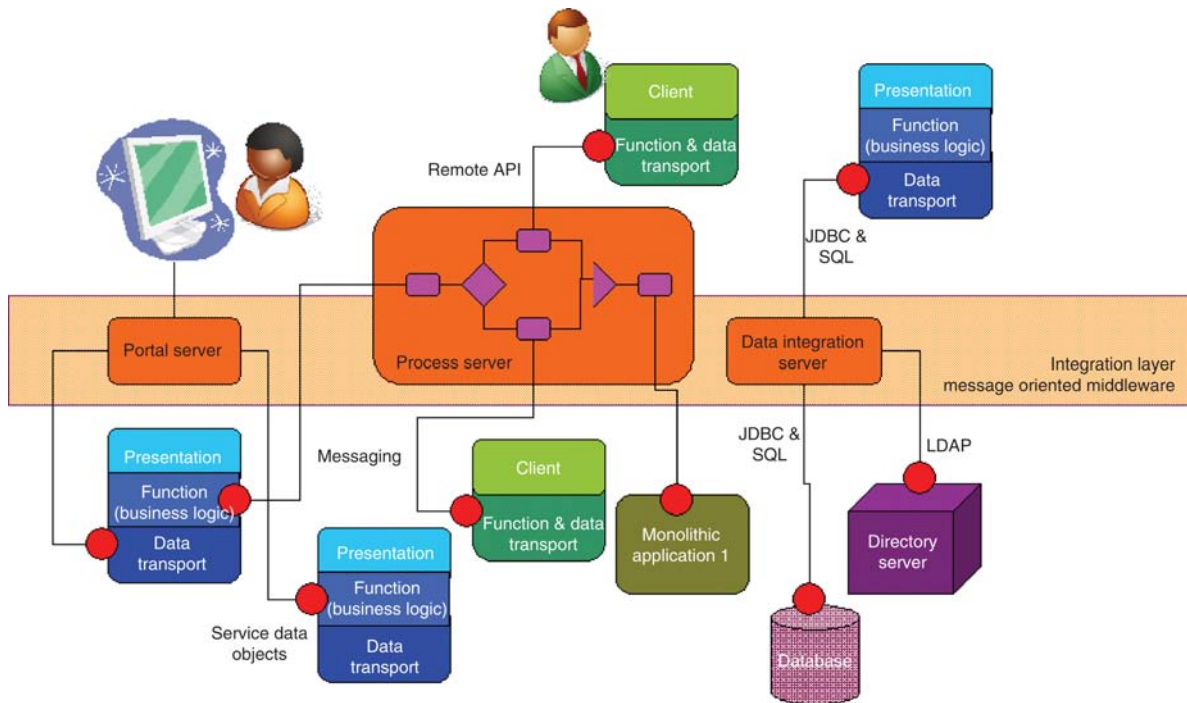 Client
Function & data
transport
Remote API
Presentation
Function
(business logic)
Data
transport
JDBC &
SQL
Portal server
Process server
Data integration
server
Integration layer
message oriented middleware
Presentation
Function
(business logic)
Data
transport
Messaging
Client
Function & data
transport
Monolithic
application 1
JDBC &
SQL
LDAP
Directory
server
Service data
objects
Presentation
Function
(business logic)
Data
transport
Database